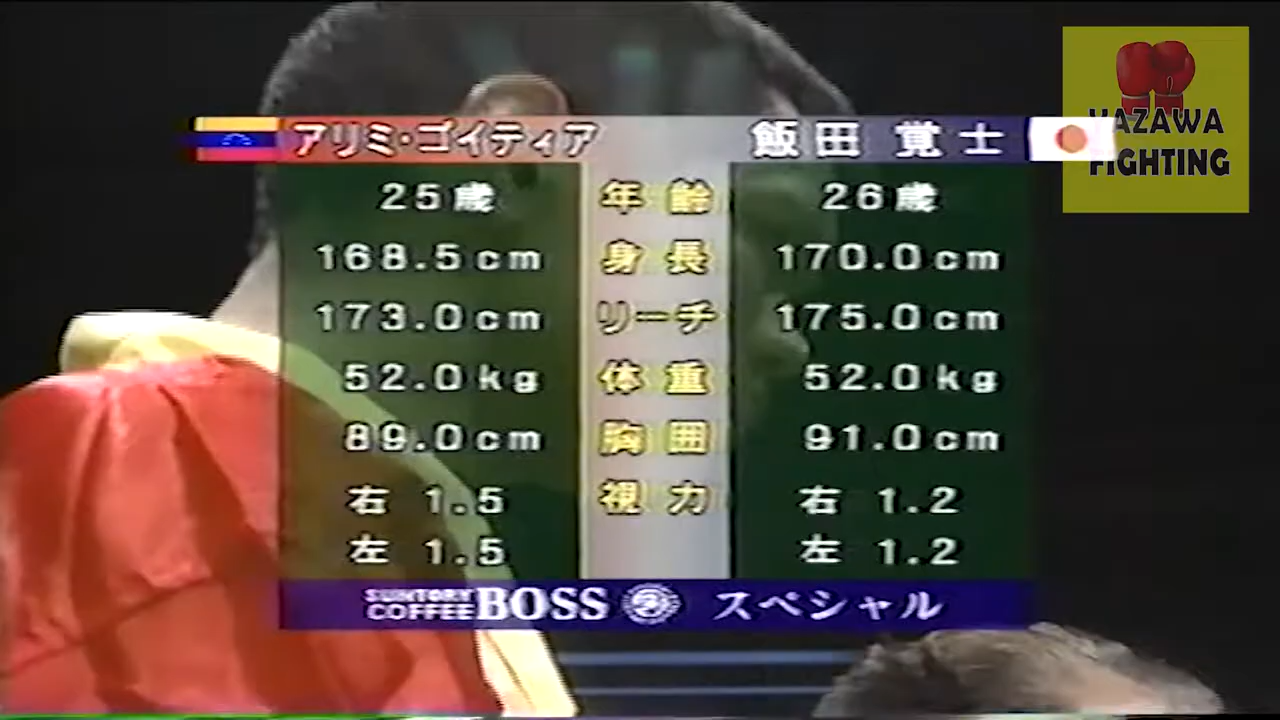 アリミ・ゴイティア 飯田 覚士
25歳 年齢 26歳
168.5cm 身長 170.0cm
173.0cm リーチ 175.0cm
52.0kg 体重 52.0kg
89.0cm 胸囲 91.0cm
右 1.5 視力 右 1.2
左 1.5 左 1.2
SUNTORY COFFEE BOSS スペシャル
FIGHTING